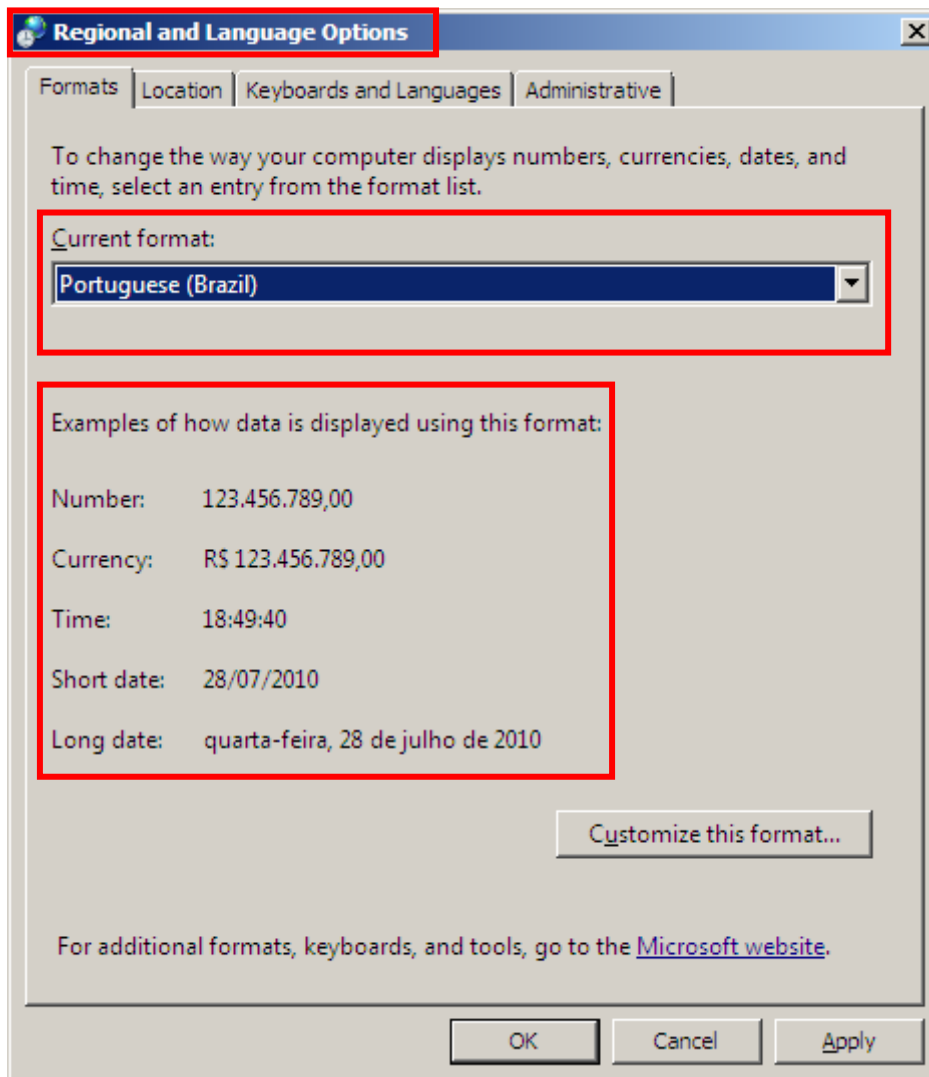 Regional and Language Options
Formats Location Keyboards and Languages Administrative
To change the way your computer displays numbers, currencies, dates, and
time, select an entry from the format list.
Current format:
Portuguese (Brazil)
Examples of how data is displayed using this format:
Number: 123.456.789,00
Currency: R$ 123.456.789,00
Time: 18:49:40
Short date: 28/07/2010
Long date: quarta-feira, 28 de julho de 2010
Customize this format...
For additional formats, keyboards, and tools, go to the Microsoft website.
OK Cancel Apply